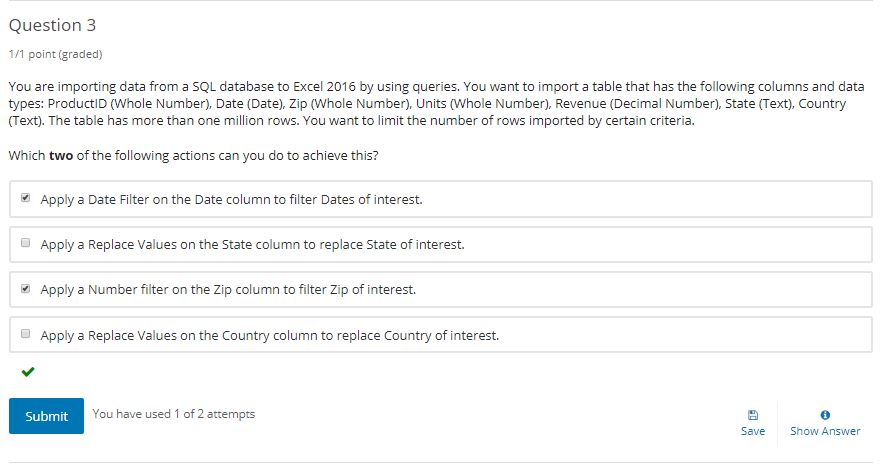 Question 3
1/1 point (graded)
You are importing data from a SQL database to Excel 2016 by using queries. You want to import a table that has the following columns and data
types: ProductID (Whole Number), Date (Date), Zip (Whole Number), Units (Whole Number), Revenue (Decimal Number), State (Text), Country
(Text). The table has more than one million rows. You want to limit the number of rows imported by certain criteria.
Which two of the following actions can you do to achieve this?
Apply a Date Filter on the Date column to filter Dates of interest.
Apply a Replace Values on the State column to replace State of interest.
Apply a Number filter on the Zip column to filter Zip of interest.
Apply a Replace Values on the Country column to replace Country of interest.
Submit You have used 1 of 2 attempts
Save Show Answer